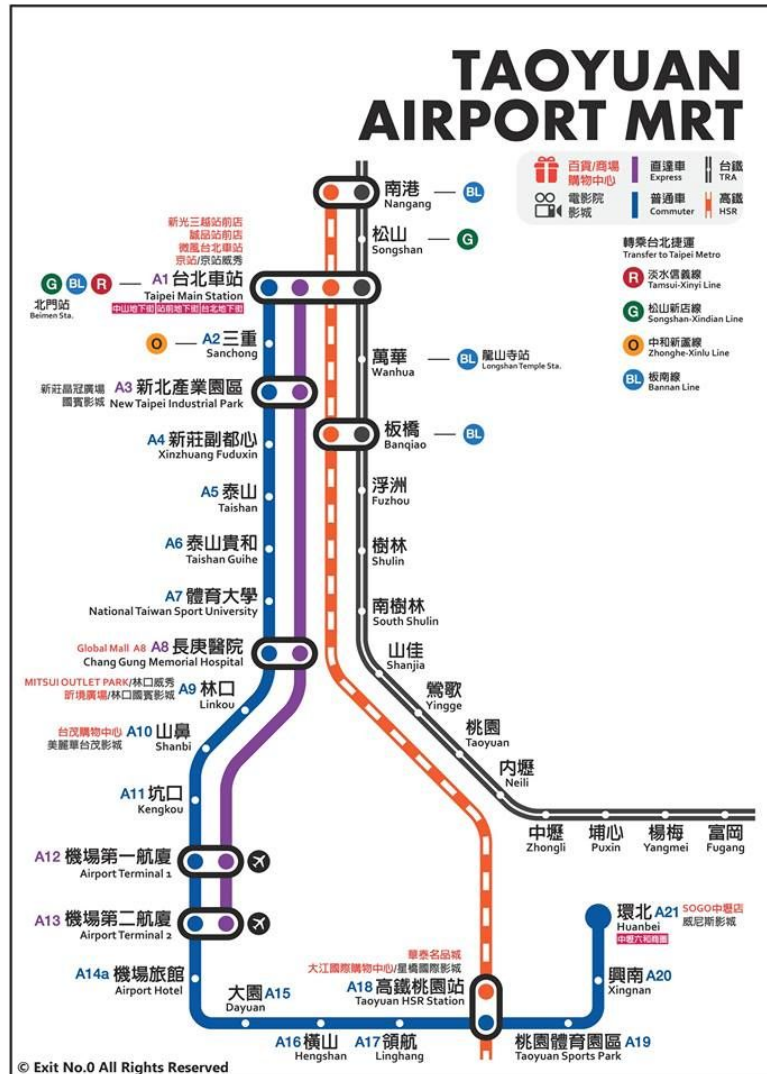 TAOYUAN
AIRPORT MRT
百貨/商場
購物中心
直達車
Express
台鐵
TRA
電影院
影城
普通車
Commuter
高鐵
HSR
轉乘台北捷運
Transfer to Taipei Metro
R 淡水信義線
Tamsui-Xinyi Line
G 松山新店線
Songshan-Xindian Line
O 中和新蘆線
Zhonghe-Xinlu Line
BL 板南線
Bannan Line
南港 BL
Nangang
松山 G
Songshan
新光三越站前店
誠品站前店
微風台北車站
京站/京站威秀
G BL R A1 台北車站
北門站
Beimen Sta.
Taipei Main Station
中山地下街 站前地下街 台北地下街
O A2 三重
Sanchong
萬華 BL 龍山寺站
Wanhua
Longshan Temple Sta.
新莊晶冠廣場
國賓影城
A3 新北產業園區
New Taipei Industrial Park
板橋 BL
Banqiao
A4 新莊副都心
Xinzhuang Fuduxin
A5 泰山
Taishan
浮洲
Fuzhou
A6 泰山貴和
Taishan Guihe
樹林
Shulin
A7 體育大學
National Taiwan Sport University
南樹林
South Shulin
Global Mall A8 A8 長庚醫院
Chang Gung Memorial Hospital
山佳
Shanjia
MITSUI OUTLET PARK/林口威秀
昕境廣場/林口國賓影城
A9 林口
Linkou
鶯歌
Yingge
台茂購物中心
美麗華台茂影城
A10 山鼻
Shanbi
桃園
Taoyuan
A11 坑口
Kengkou
內壢
Neili
中壢
Zhongli
埔心
Puxin
楊梅
Yangmei
富岡
Fugang
A12 機場第一航廈
Airport Terminal 1
A13 機場第二航廈
Airport Terminal 2
環北 A21
Huanbei
中壢六和商圈
SOGO中壢店
威尼斯影城
A14a 機場旅館
Airport Hotel
華泰名品城
大江國際購物中心/星橋國際影城
A18 高鐵桃園站
Taoyuan HSR Station
興南 A20
Xingnan
大園 A15
Dayuan
A16 橫山
Hengshan
A17 領航
Linghang
桃園體育園區 A19
Taoyuan Sports Park
© Exit No.0 All Rights Reserved